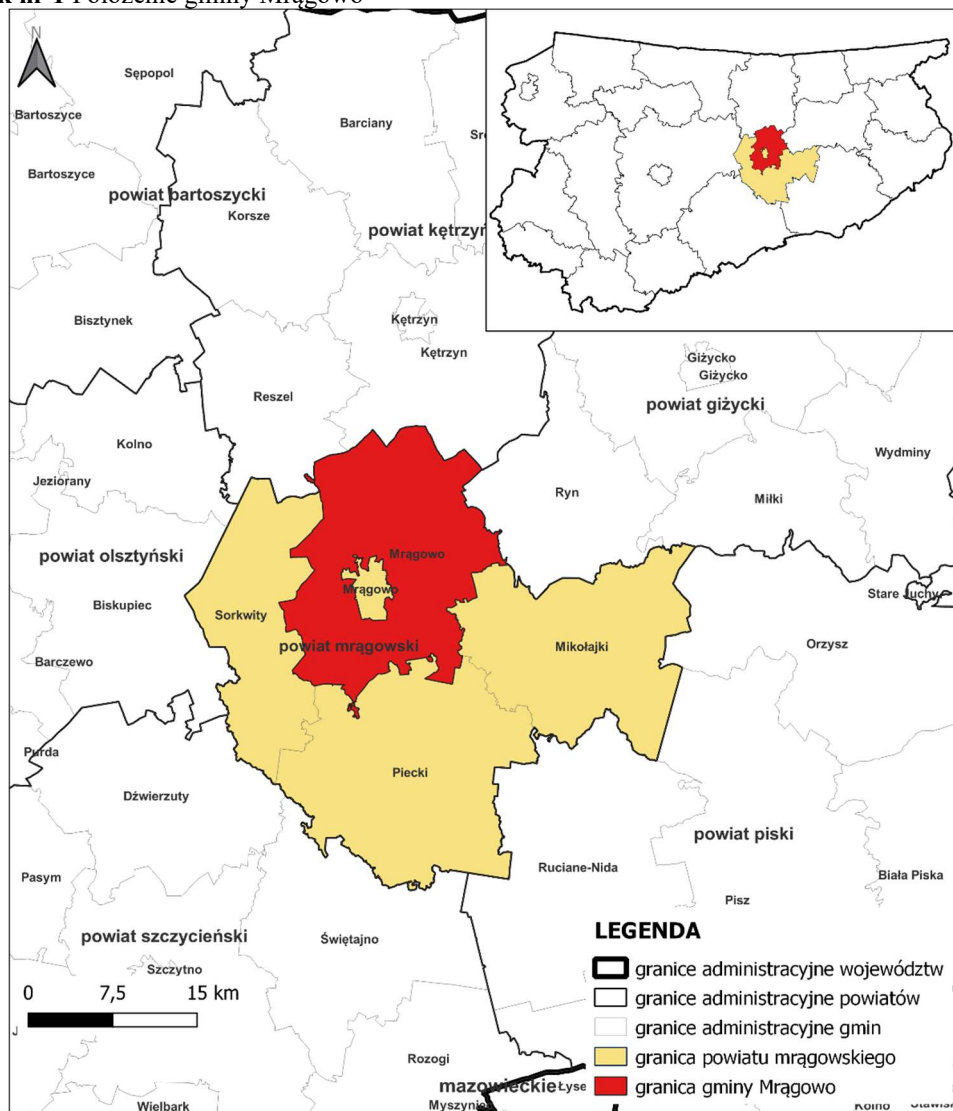 Położenie gminy Mrągowo
N
Sępopol
Bartoszyce
Barciany
Bartoszyce
powiat bartoszycki
Korsze
powiat kętrzyń
Bisztynek
Kętrzyn
Kętrzyn
Giżycko
Giżycko
Reszel
powiat giżycki
Kolno
Wydminy
Jeziorany
Ryn
Miłki
powiat olsztyński
Mrągowo
Mrągowo
Stare Juchy
Biskupiec
Sorkwity
Orzysz
powiat mrągowski
Mikołajki
Barczewo
Purda
Piecki
Dźwierzuty
powiat piski
Ruciane-Nida
Pasym
Biała Piska
Pisz
powiat szczycieński
Świętajno
Szczytno
LEGENDA
granice administracyjne województw
granice administracyjne powiatów
granice administracyjne gmin
granica powiatu mrągowskiego
granica gminy Mrągowo
0 7,5 15 km
Rozogi
mazowieckie
Łyse
Wielbark
Myszynie
Kolno